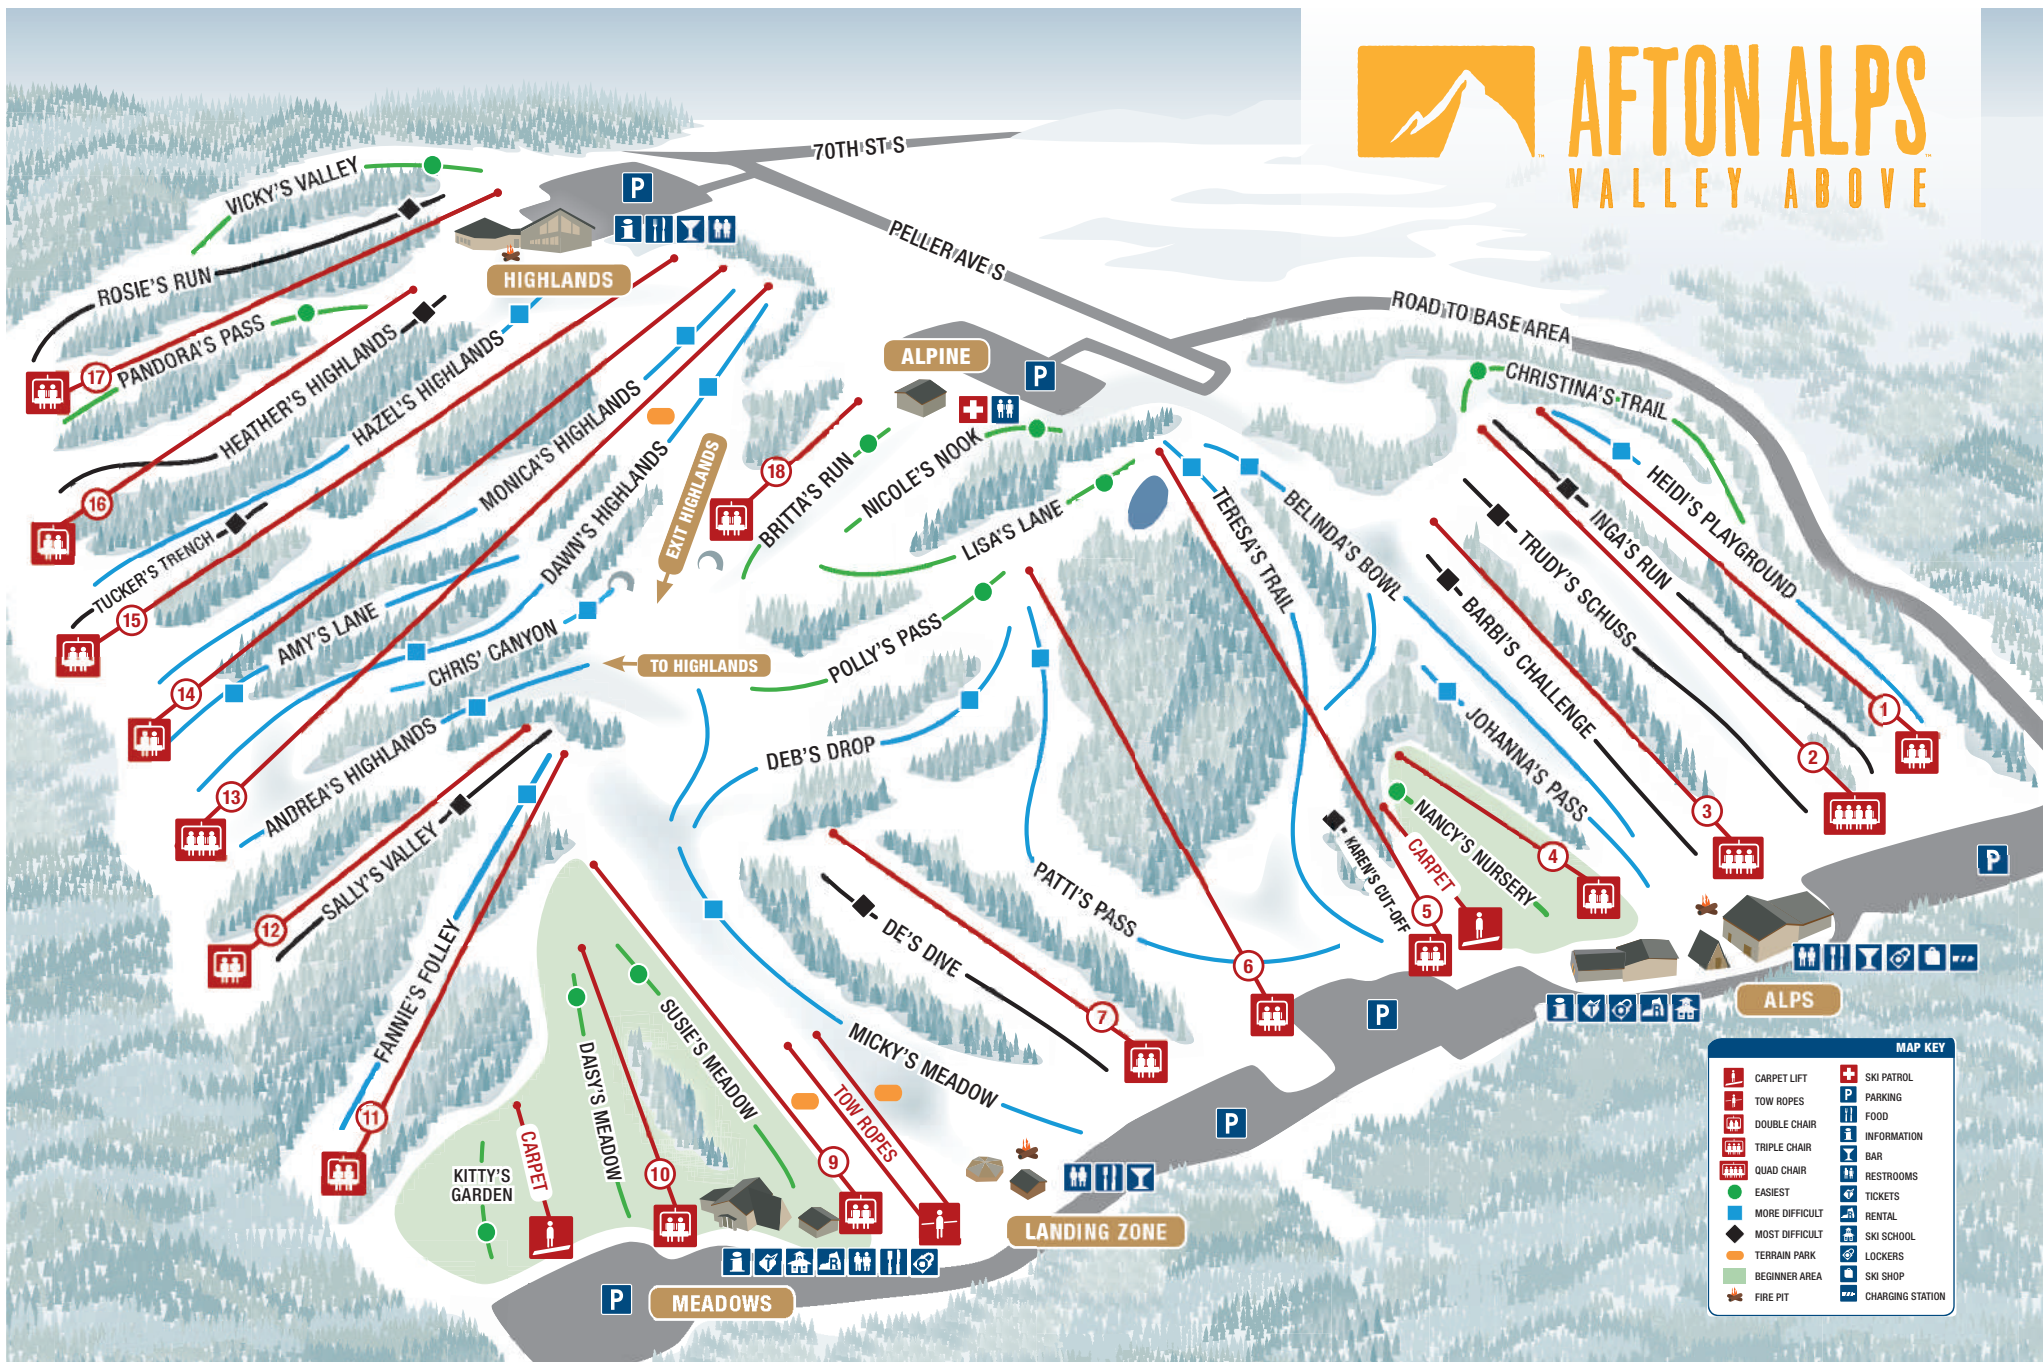 AFTON ALPS
VALLEY ABOVE
70TH ST S
PELLER AVE S
ROAD TO BASE AREA
VICKY'S VALLEY
P
ROSIE'S RUN
HIGHLANDS
PANDORA'S PASS
17
HEATHER'S HIGHLANDS
HAZEL'S HIGHLANDS
16
TUCKER'S TRENCH
15
MONICA'S HIGHLANDS
DAWN'S HIGHLANDS
EXIT HIGHLANDS
AMY'S LANE
14
CHRIS' CANYON
TO HIGHLANDS
ANDREA'S HIGHLANDS
13
SALLY'S VALLEY
12
FANNIE'S FOLLEY
11
ALPINE
P
18
BRITTA'S RUN
NICOLE'S NOOK
LISA'S LANE
POLLY'S PASS
DEB'S DROP
TERESA'S TRAIL
BELINDA'S BOWL
CHRISTINA'S TRAIL
HEIDI'S PLAYGROUND
INGA'S RUN
TRUDY'S SCHUSS
BARBI'S CHALLENGE
JOHANNA'S PASS
1
2
3
4
NANCY'S NURSERY
CARPET
KAREN'S CUT-OFF
5
6
PATTI'S PASS
DE'S DIVE
7
MICKY'S MEADOW
SUSIE'S MEADOW
DAISY'S MEADOW
TOW ROPES
9
10
CARPET
KITTY'S
GARDEN
P
P
P
P
ALPS
LANDING ZONE
MEADOWS
MAP KEY
CARPET LIFT
TOW ROPES
DOUBLE CHAIR
TRIPLE CHAIR
QUAD CHAIR
EASIEST
MORE DIFFICULT
MOST DIFFICULT
TERRAIN PARK
BEGINNER AREA
FIRE PIT
SKI PATROL
P
PARKING
FOOD
INFORMATION
BAR
RESTROOMS
TICKETS
RENTAL
SKI SCHOOL
LOCKERS
SKI SHOP
CHARGING STATION